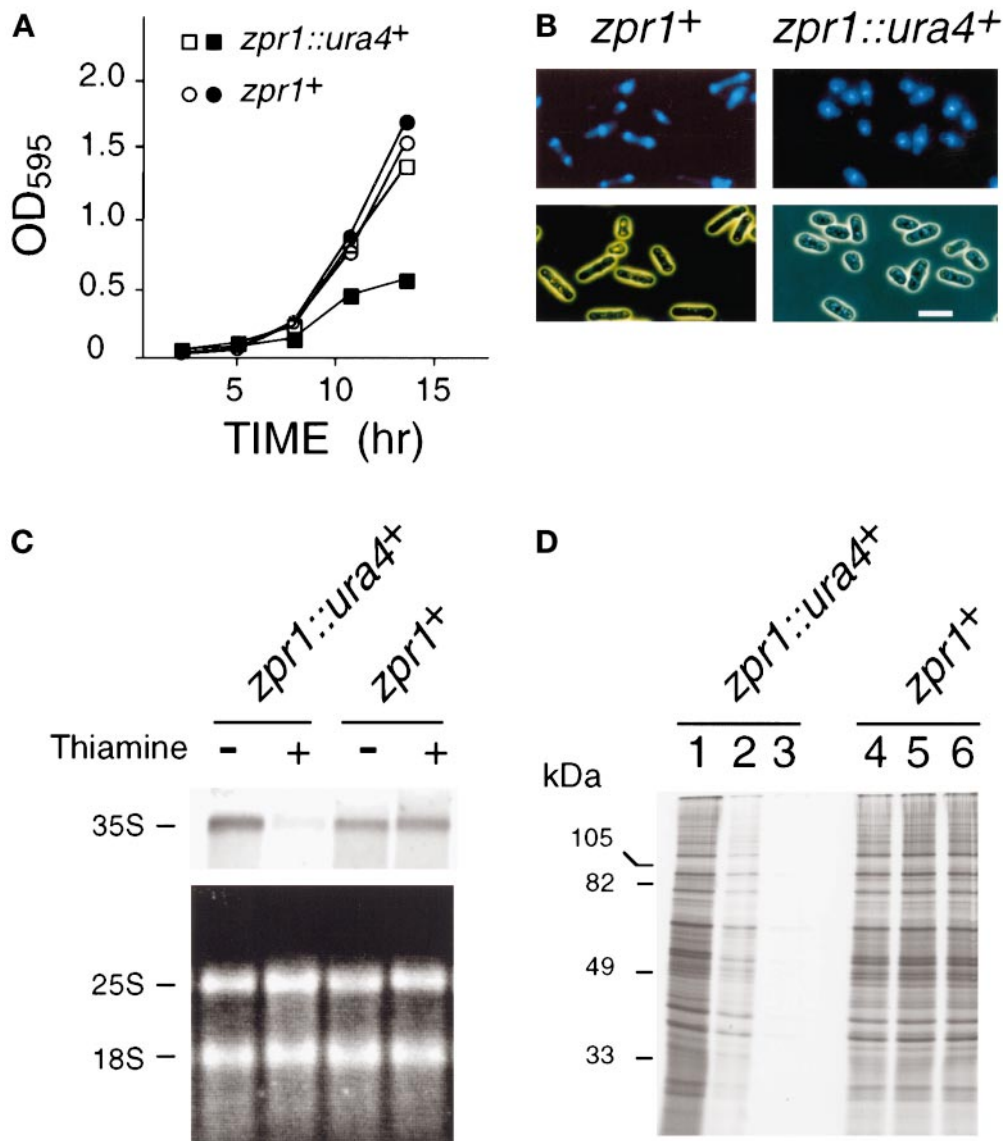 A
zpr1::ura4+
zpr1+
2.0
1.5
1.0
0.5
0
OD595
5 10 15
TIME (hr)
B
zpr1+ zpr1::ura4+
C
zpr1::ura4+
zpr1+
Thiamine - + - +
35S
25S
18S
D
zpr1::ura4+
zpr1+
1 2 3 4 5 6
kDa
105
82
49
33